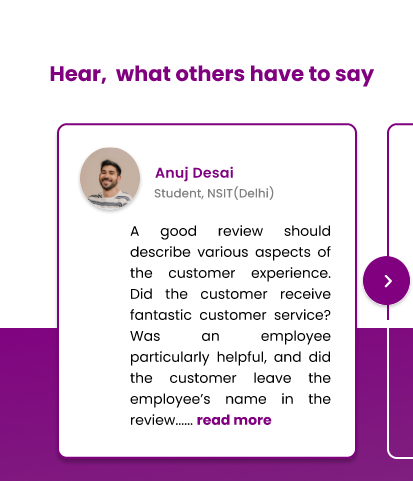 Hear, what others have to say
Anuj Desai
Student, NSIT(Delhi)
A good review should
describe various aspects of
the customer experience.
Did the customer receive
fantastic customer service?
Was an employee
particularly helpful, and did
the customer leave the
employee’s name in the
review...... read more